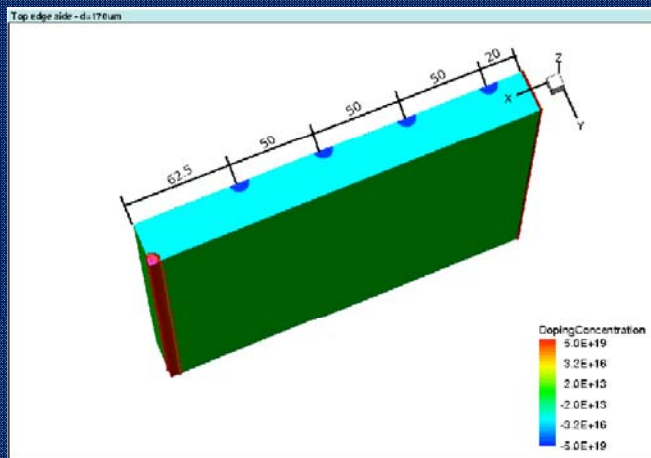 Top edge side - d=170um
20
50
50
50
62.5
Z
X
Y
DopingConcentration
5.0E+19
3.2E+16
2.0E+13
-2.0E+13
-3.2E+16
-5.0E+19